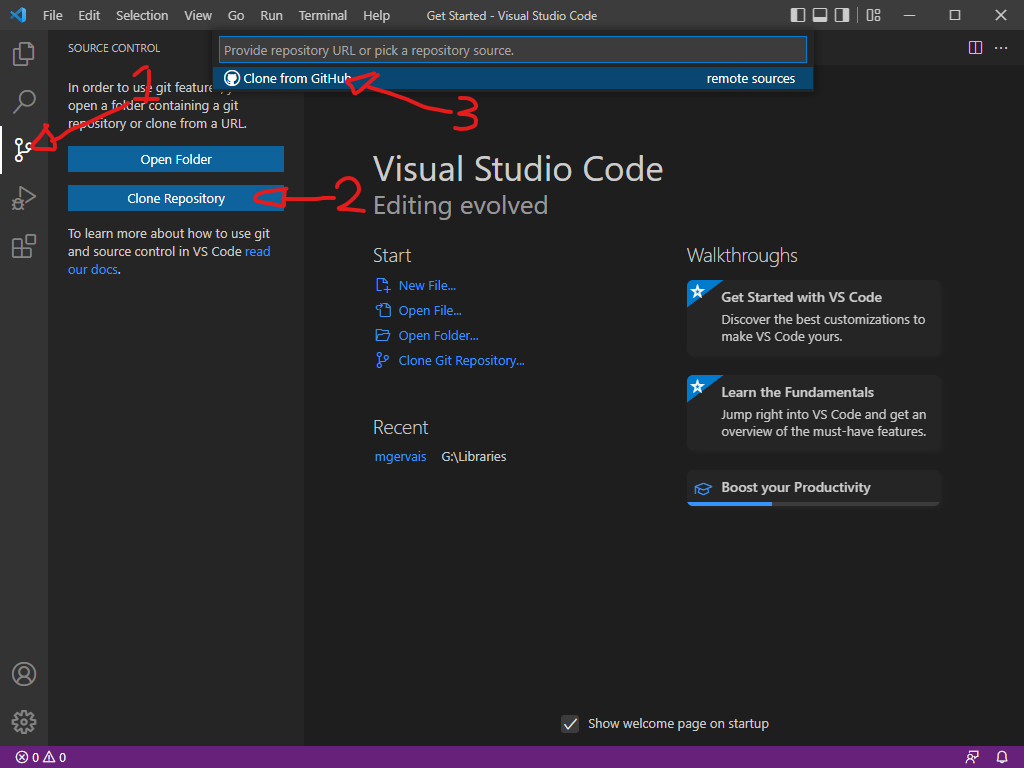 File Edit Selection View Go Run Terminal Help Get Started - Visual Studio Code
SOURCE CONTROL
Provide repository URL or pick a repository source.
Clone from GitHub remote sources
1
3
In order to use git features, y
open a folder containing a git
repository or clone from a URL.
Open Folder
Clone Repository
2
To learn more about how to use git
and source control in VS Code read
our docs.
Visual Studio Code
Editing evolved
Start
New File...
Open File...
Open Folder...
Clone Git Repository...
Recent
mgervais G:\Libraries
Walkthroughs
Get Started with VS Code
Discover the best customizations to
make VS Code yours.
Learn the Fundamentals
Jump right into VS Code and get an
overview of the must-have features.
Boost your Productivity
Show welcome page on startup
0 0